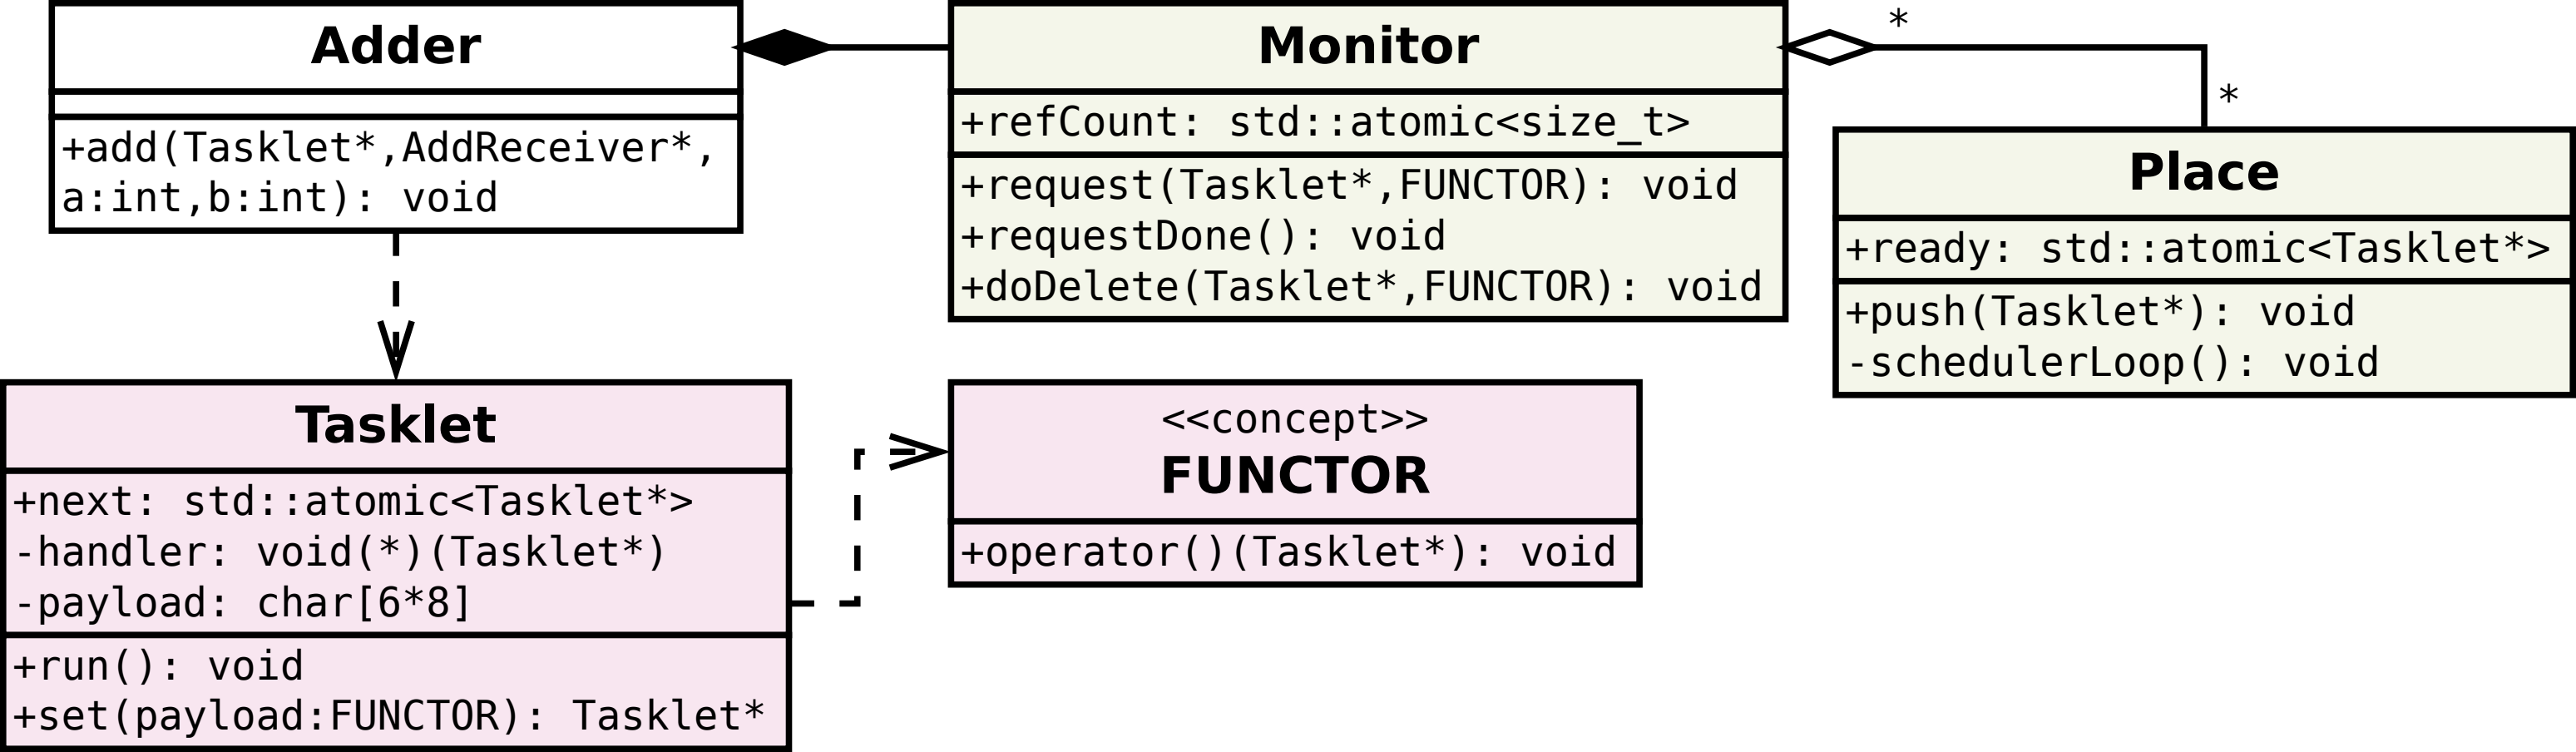 Adder
+add(Tasklet*,AddReceiver*,
a:int,b:int): void
Monitor
+refCount: std::atomic<size_t>
+request(Tasklet*,FUNCTOR): void
+requestDone(): void
+doDelete(Tasklet*,FUNCTOR): void
*
*
Place
+ready: std::atomic<Tasklet*>
+push(Tasklet*): void
-schedulerLoop(): void
Tasklet
+next: std::atomic<Tasklet*>
-handler: void(*)(Tasklet*)
-payload: char[6*8]
+run(): void
+set(payload:FUNCTOR): Tasklet*
<<concept>>
FUNCTOR
+operator()(Tasklet*): void